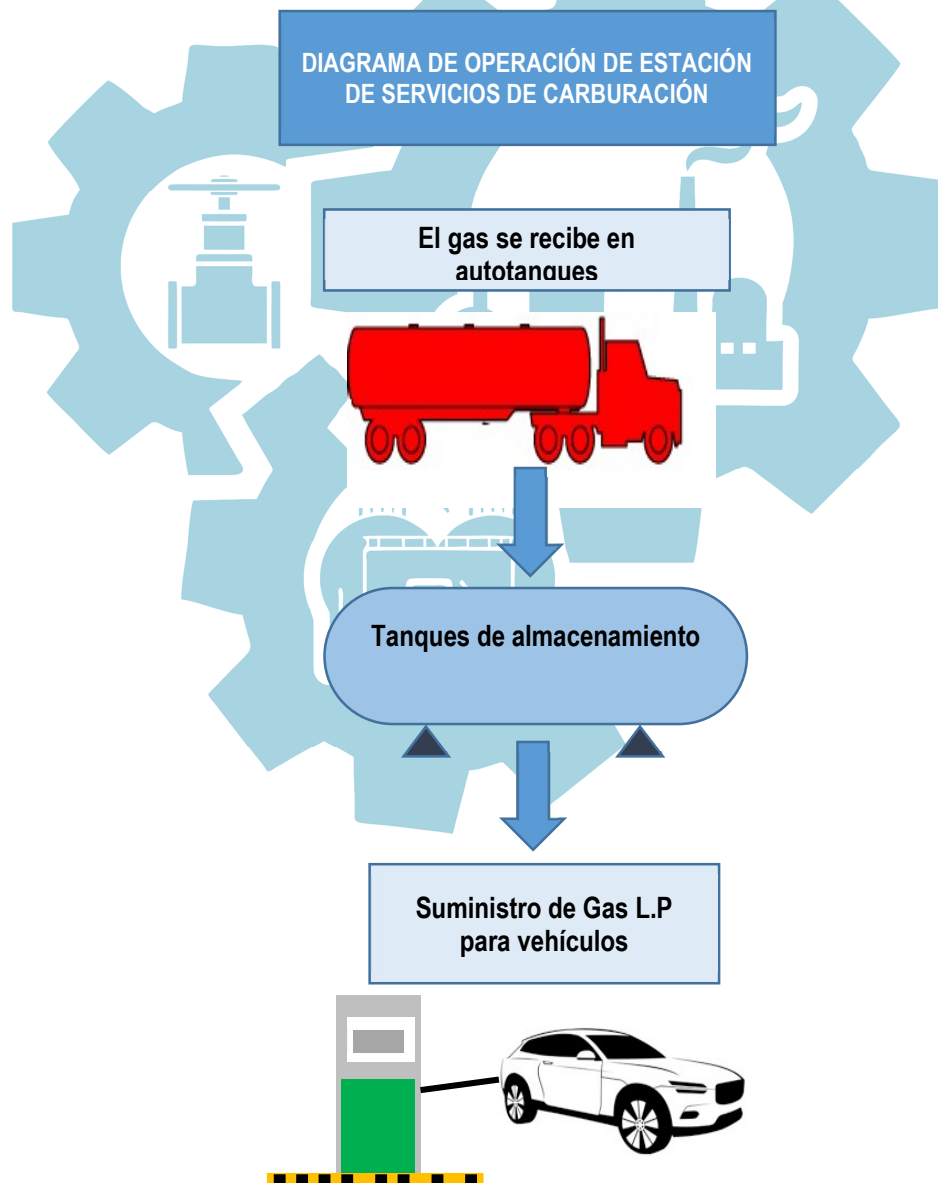 DIAGRAMA DE OPERACIÓN DE ESTACIÓN
DE SERVICIOS DE CARBURACIÓN
El gas se recibe en
autotanques
Tanques de almacenamiento
Suministro de Gas L.P
para vehículos